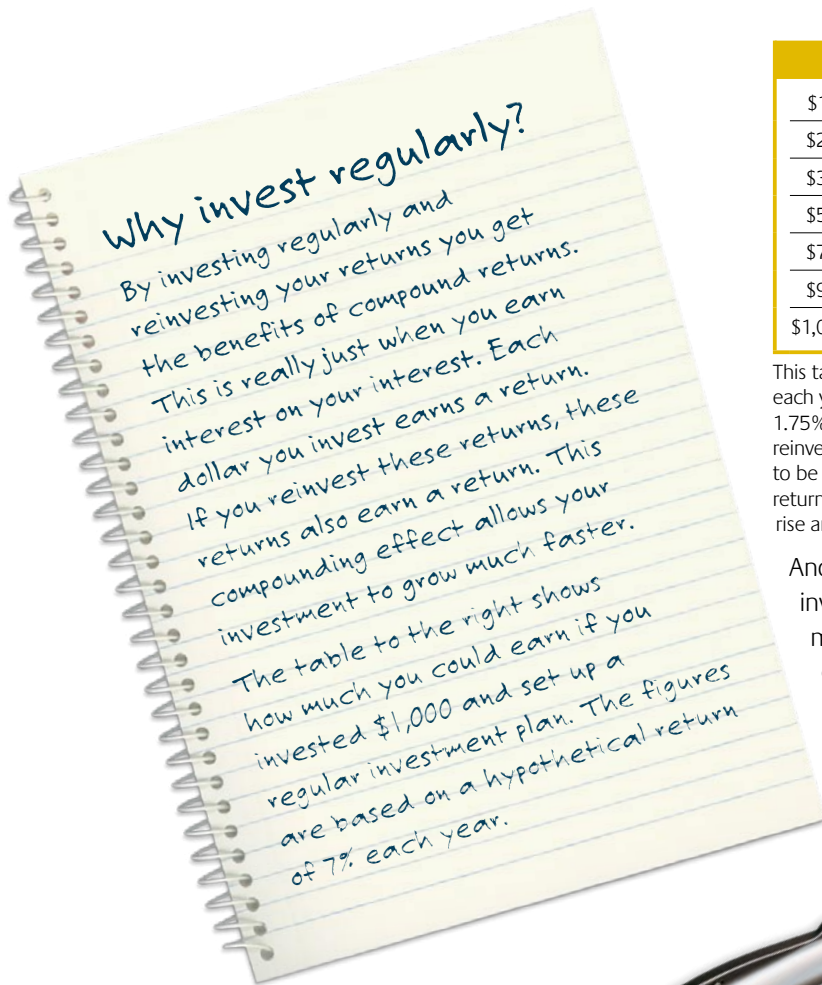 Why invest regularly?
By investing regularly and
reinvesting your returns you get
the benefits of compound returns.
This is really just when you earn
interest on your interest. Each
dollar you invest earns a return.
If you reinvest these returns, these
returns also earn a return. This
compounding effect allows your
investment to grow much faster.
The table to the right shows
how much you could earn if you
invested $1,000 and set up a
regular investment plan. The figures
are based on a hypothetical return
of 7% each year.
This
each
1.75%
to be
return
rise
And